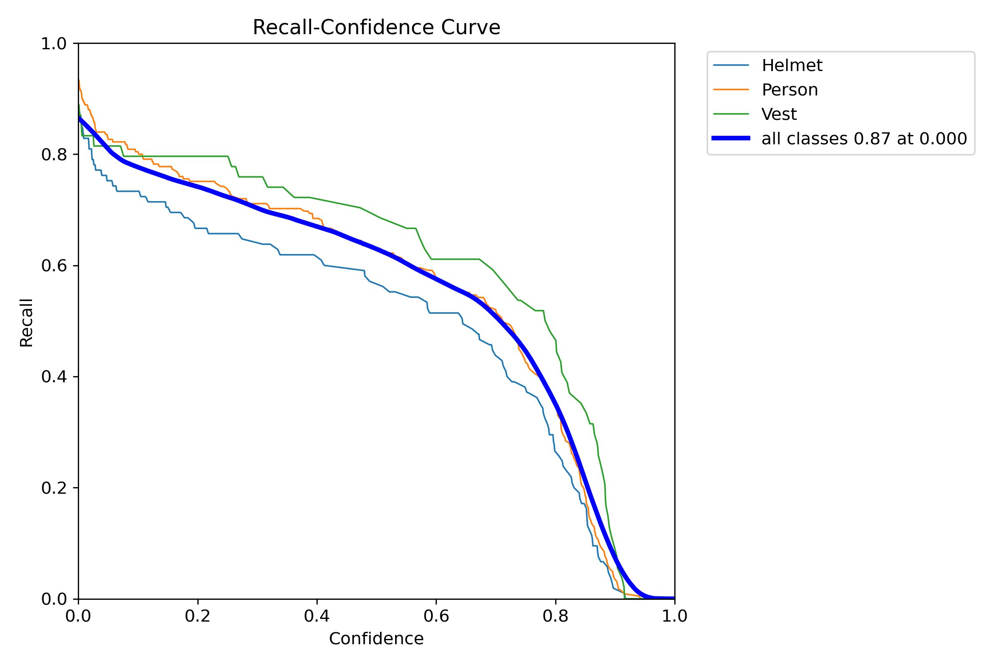 Recall-Confidence Curve
1.0
0.8
0.6
0.4
0.2
0.0
Recall
0.0 0.2 0.4 0.6 0.8 1.0
Confidence
Helmet
Person
Vest
all classes 0.87 at 0.000